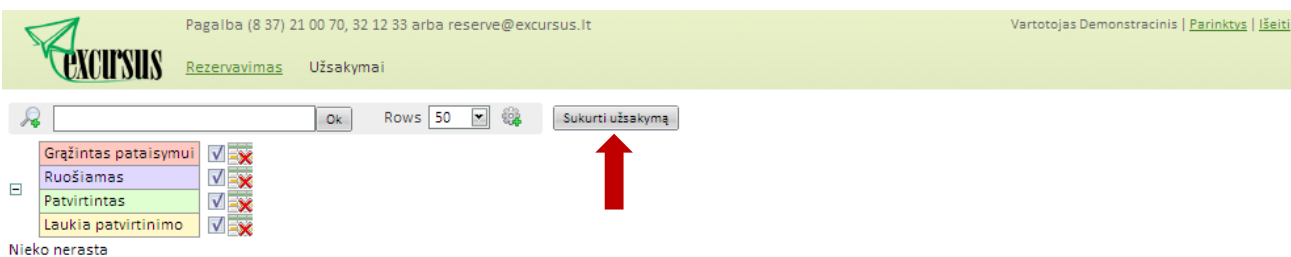 Pagalba (8 37) 21 00 70, 32 12 33 arba reserve@excursus.lt
Vartotojas Demonstracinis | Parinktys | Išeiti
excursus
Rezervavimas Užsakymai
Ok Rows 50 Sukurti užsakymą
Grąžintas pataisymui
Ruošiamas
Patvirtintas
Laukia patvirtinimo
Nieko nerasta